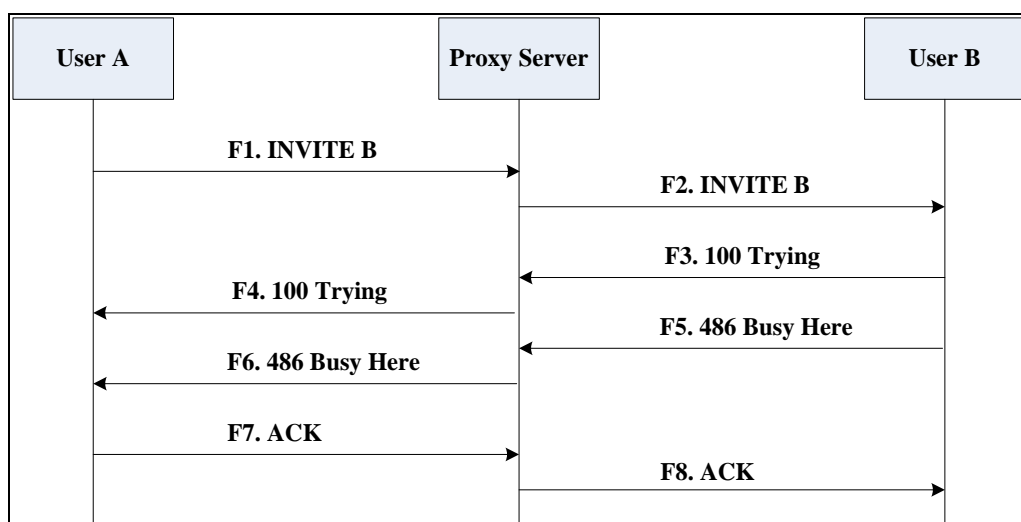 User A
Proxy Server
User B
F1. INVITE B
F2. INVITE B
F3. 100 Trying
F4. 100 Trying
F5. 486 Busy Here
F6. 486 Busy Here
F7. ACK
F8. ACK